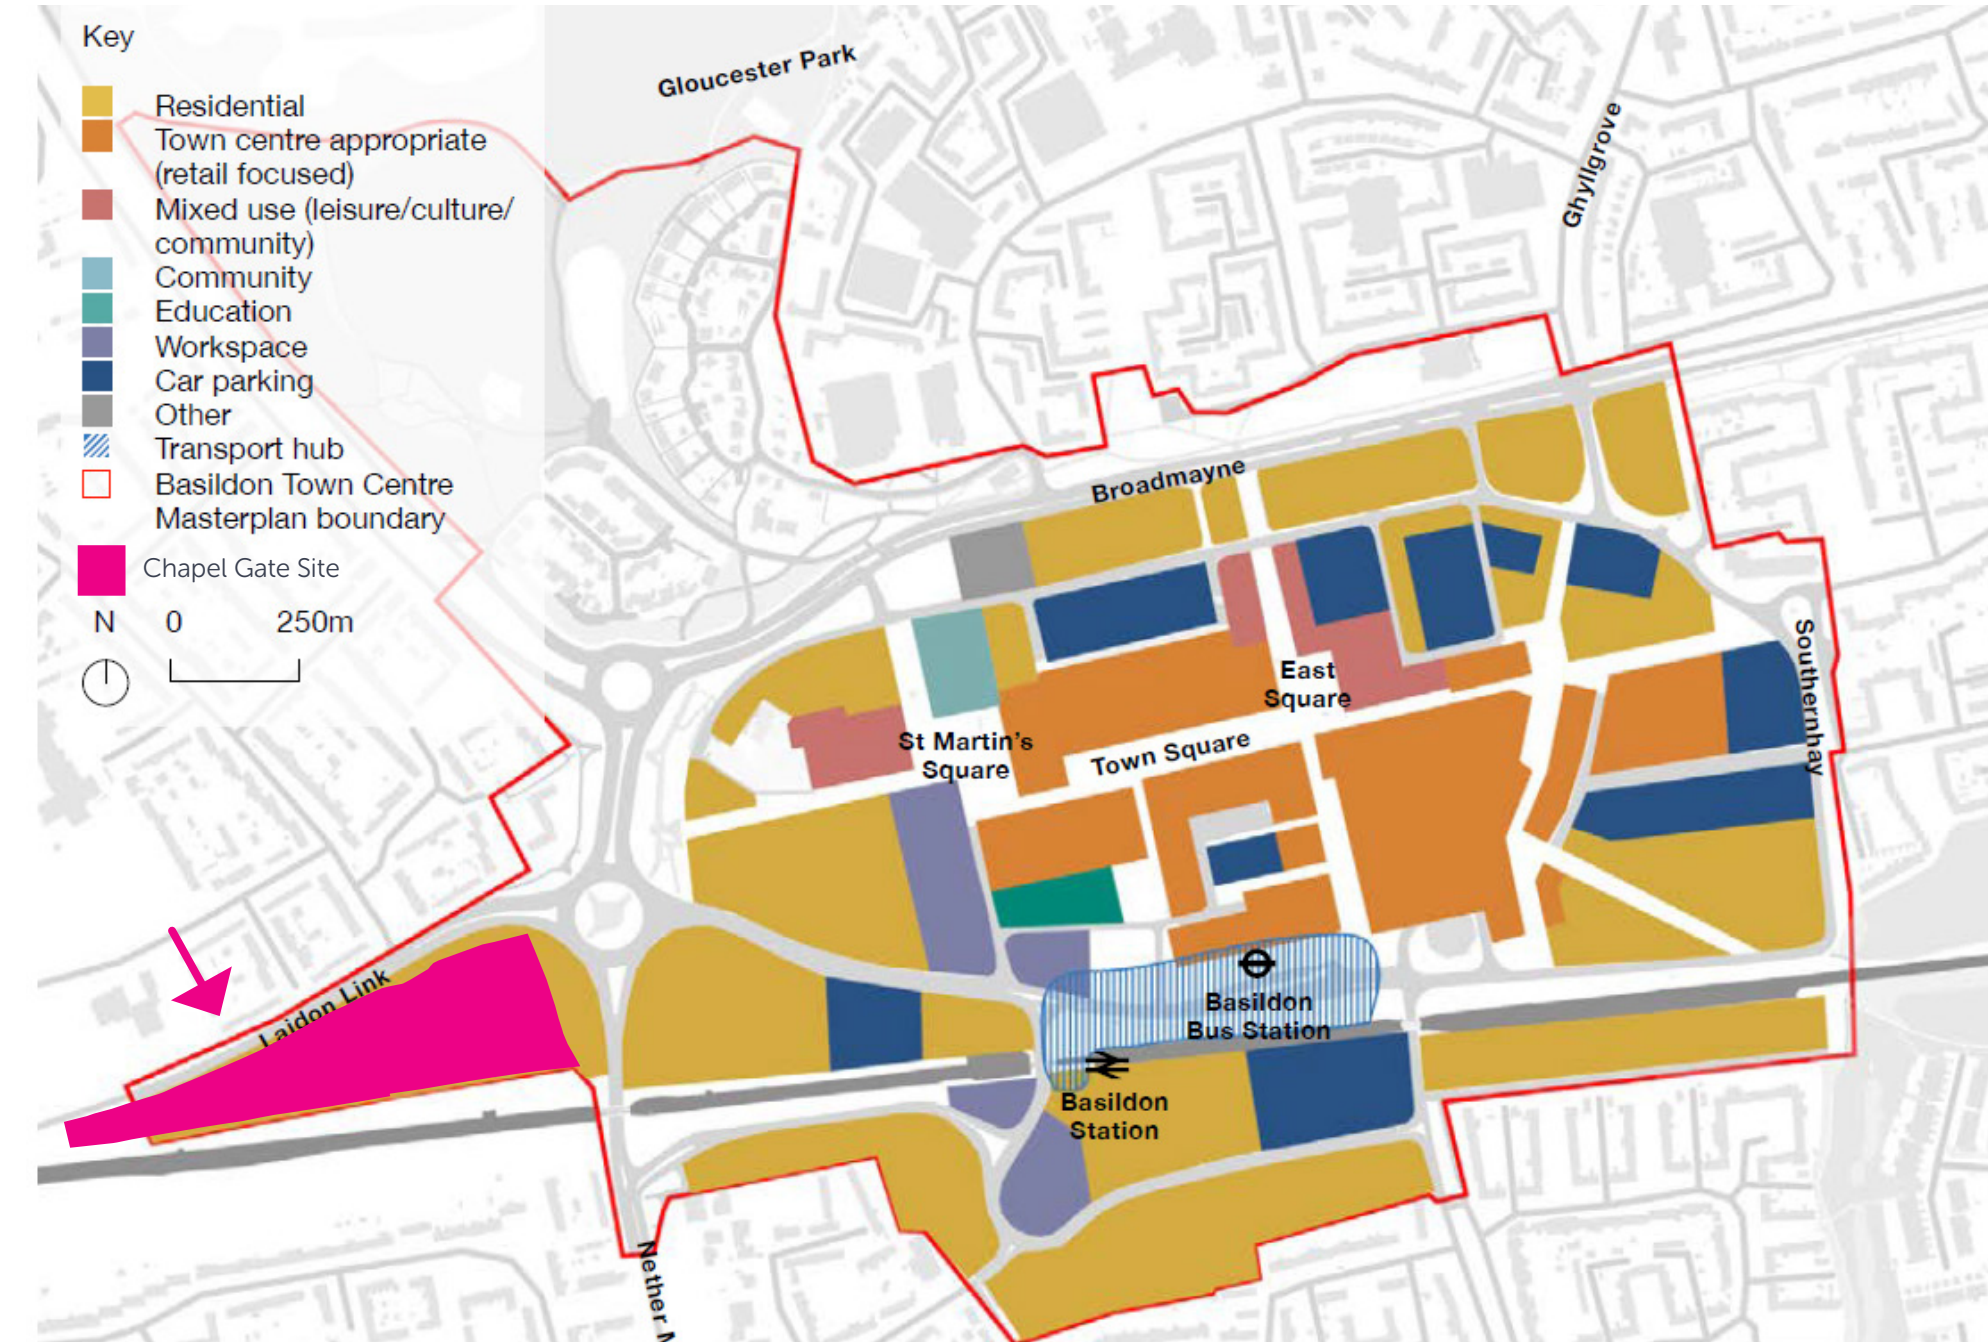 Key
Residential
Town centre appropriate
(retail focused)
Mixed use (leisure/culture/
community)
Community
Education
Workspace
Car parking
Other
Transport hub
Basildon Town Centre
Masterplan boundary
Chapel Gate Site
N 0 250m
Gloucester Park
Ghyllgrove
Broadmayne
Southernhay
East
Square
St Martin's
Square
Town Square
Laidon Link
Basildon
Bus Station
Basildon
Station
Nether M